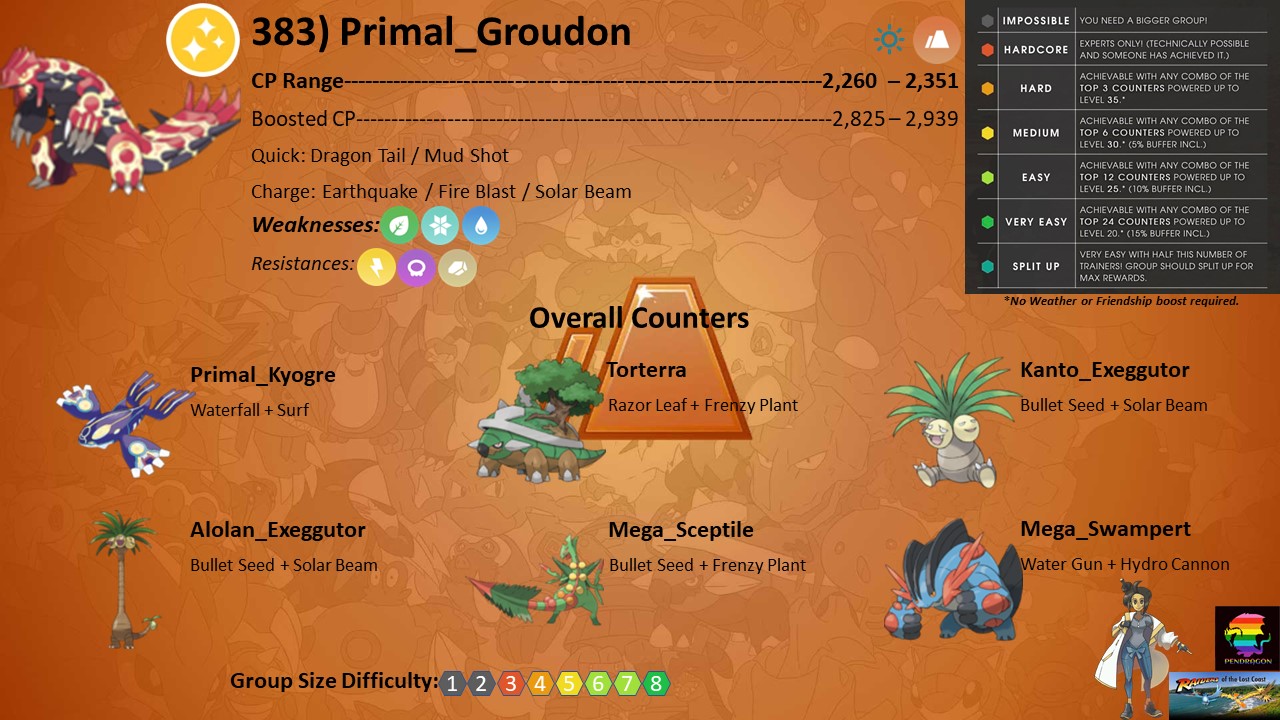 383) Primal_Groudon
CP Range-----------------------------------------------------------------------------------2,260 – 2,351
Boosted CP-----------------------------------------------------------------------------------2,825 – 2,939
Quick: Dragon Tail / Mud Shot
Charge: Earthquake / Fire Blast / Solar Beam
Weaknesses:
Resistances:
IMPOSSIBLE YOU NEED A BIGGER GROUP!
HARDCORE EXPERTS ONLY! (TECHNICALLY POSSIBLE
AND SOMEONE HAS ACHIEVED IT.)
HARD ACHIEVABLE WITH ANY COMBO OF THE
TOP 3 COUNTERS POWERED UP TO
LEVEL 35.*
MEDIUM ACHIEVABLE WITH ANY COMBO OF THE
TOP 6 COUNTERS POWERED UP TO
LEVEL 30.* (5% BUFFER INCL.)
EASY ACHIEVABLE WITH ANY COMBO OF THE
TOP 12 COUNTERS POWERED UP TO
LEVEL 25.* (10% BUFFER INCL.)
VERY EASY ACHIEVABLE WITH ANY COMBO OF THE
TOP 24 COUNTERS POWERED UP TO
LEVEL 20.* (15% BUFFER INCL.)
SPLIT UP VERY EASY WITH HALF THIS NUMBER OF
TRAINERS! GROUP SHOULD SPLIT UP FOR
MAX REWARDS.
*No Weather or Friendship boost required.
Overall Counters
Primal_Kyogre
Waterfall + Surf
Torterra
Razor Leaf + Frenzy Plant
Kanto_Exeggutor
Bullet Seed + Solar Beam
Alolan_Exeggutor
Bullet Seed + Solar Beam
Mega_Sceptile
Bullet Seed + Frenzy Plant
Mega_Swampert
Water Gun + Hydro Cannon
Group Size Difficulty: 1 2 3 4 5 6 7 8
PENDRAGON
RAIDERS of the Lost Coast